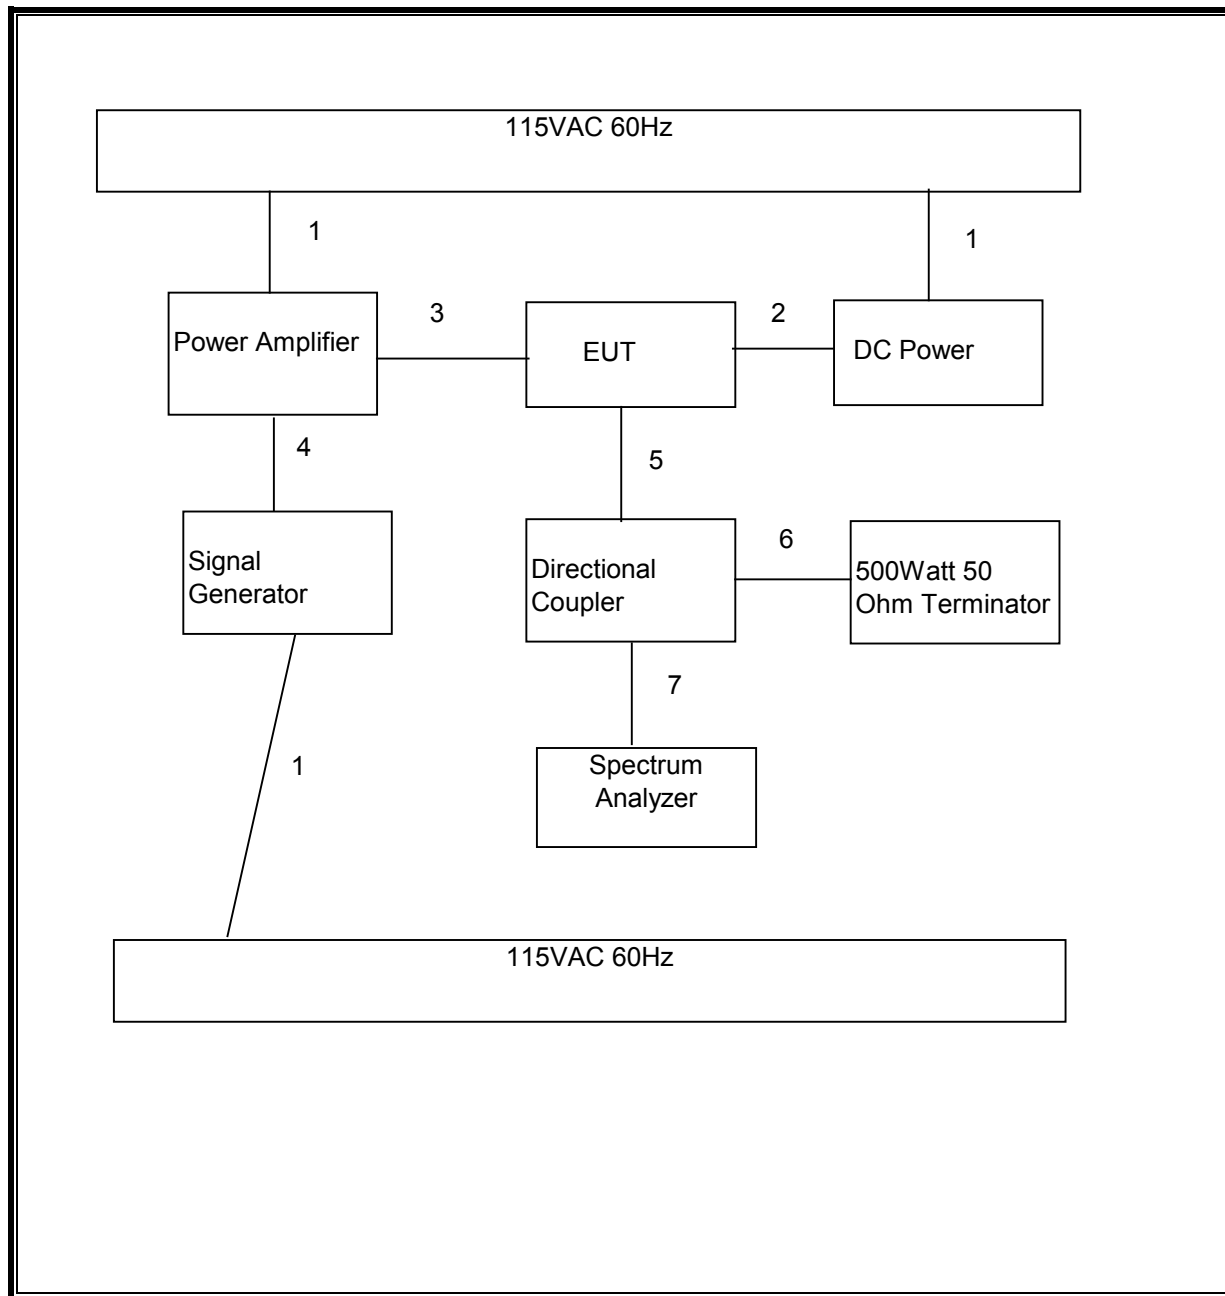 115VAC 60Hz
1
1
3
2
Power Amplifier
EUT
DC Power
4
5
6
Signal
Generator
Directional
Coupler
500Watt 50
Ohm Terminator
7
1
Spectrum
Analyzer
115VAC 60Hz